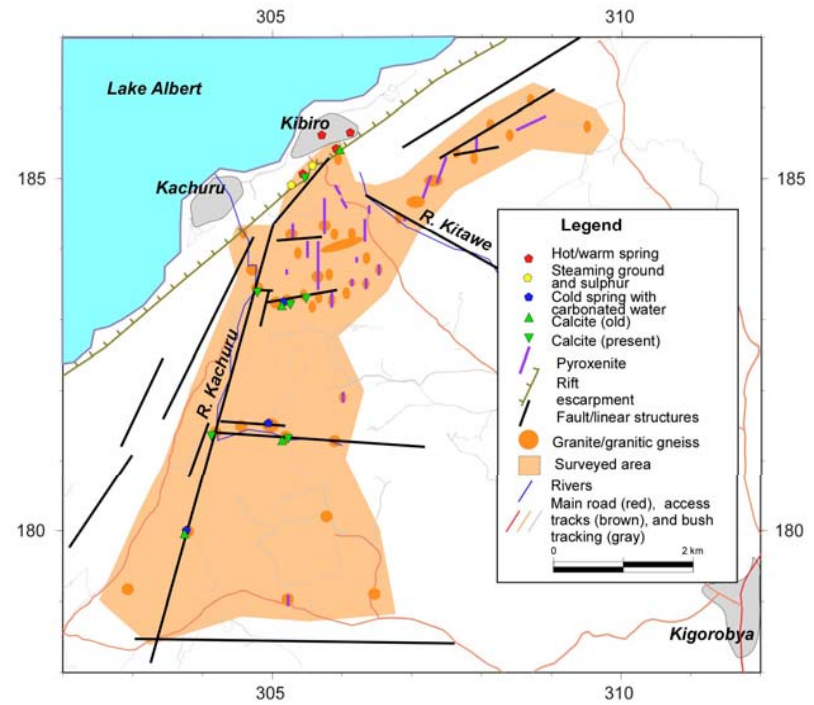 305
310
Lake Albert
Kibiro
185
Kachuru
185
R. Kitawe
Legend
Hot/warm spring
Steaming ground
and sulphur
Cold spring with
carbonated water
Calcite (old)
Calcite (present)
Pyroxenite
Rift
escarpment
Fault/linear structures
Granite/granitic gneiss
Surveyed area
Rivers
Main road (red), access
tracks (brown), and bush
tracking (gray)
0
2 km
R. Kachuru
180
180
Kigorobya
305
310